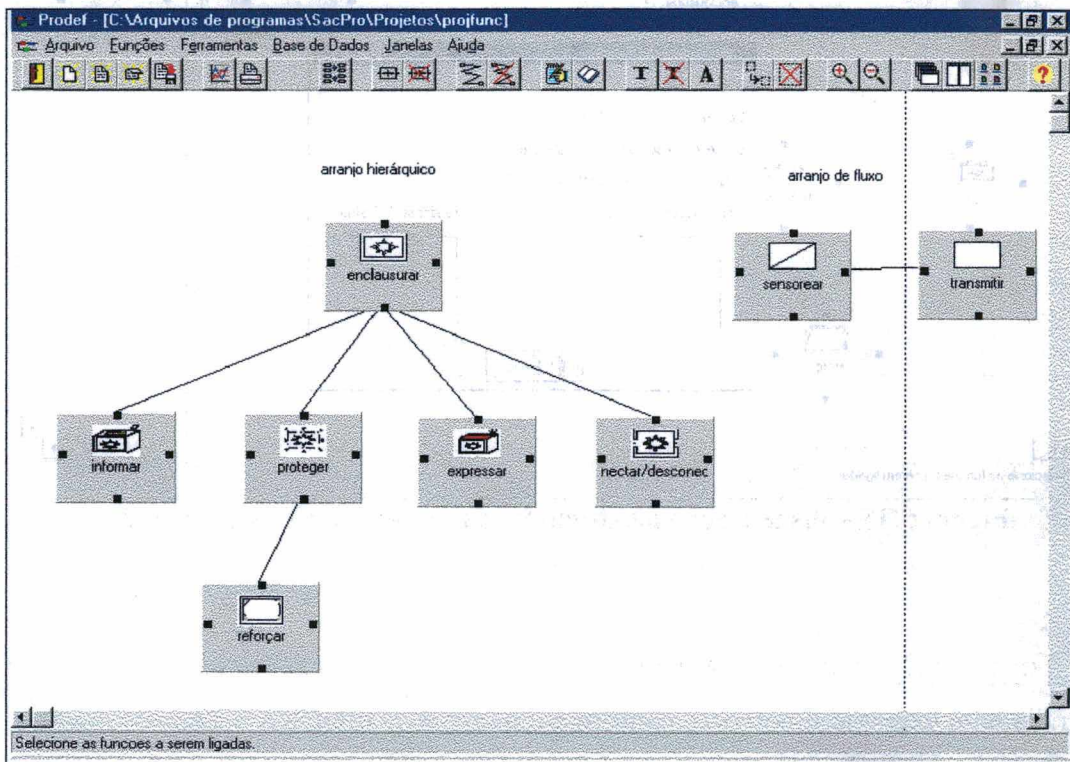 Prodef - [C:\Arquivos de programas\SacPro\Projetos\projfunc]
Arquivo Funções Ferramentas Base de Dados Janelas Ajuda
T T A ?
arranjo hierárquico
arranjo de fluxo
enclausurar
sensorear
transmitir
informar
proteger
expressar
nectar/desconec
reforçar
Selecione as funcoes a serem ligadas.